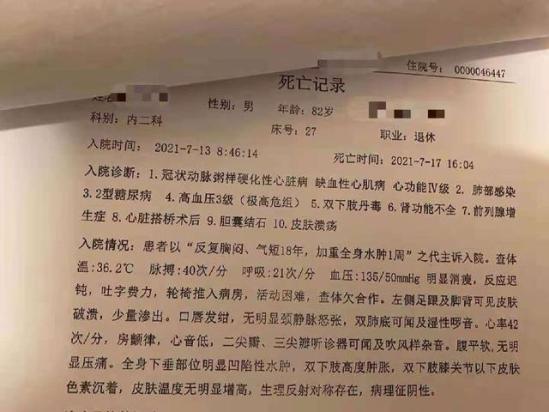 住院号: 0000046447
死亡记录
性别: 男 年龄: 82岁
科别: 内二科 床号: 27 职业: 退休
入院时间: 2021-7-13 8:46:14 死亡时间: 2021-7-17 16:04
入院诊断: 1.冠状动脉粥样硬化性心脏病 缺血性心肌病 心功能Ⅳ级 2. 肺部感染
3.2型糖尿病 4.高血压3级（极高危组） 5.双下肢丹毒 6.肾功能不全 7.前列腺增
生症 8.心脏搭桥术后 9.胆囊结石 10.皮肤溃疡
入院情况: 患者以“反复胸闷、气短18年，加重全身水肿1周”之代主诉入院。查体
温:36.2℃ 脉搏:40次/分 呼吸:21次/分 血压:135/50mmHg 明显消瘦，反应迟
钝，吐字费力，轮椅推入病房，活动困难，查体欠合作。左侧足跟及脚背可见皮肤
破溃，少量渗出。口唇发绀，无明显颈静脉怒张，双肺底可闻及湿性啰音。心率42
次/分，房颤律，心音低，二尖瓣、三尖瓣听诊器可闻及吹风样杂音。腹平软,无明
显压痛。全身下垂部位明显凹陷性水肿，双下肢高度肿胀，双下肢膝关节以下皮肤
色素沉着，皮肤温度无明显增高，生理反射对称存在，病理征阴性。